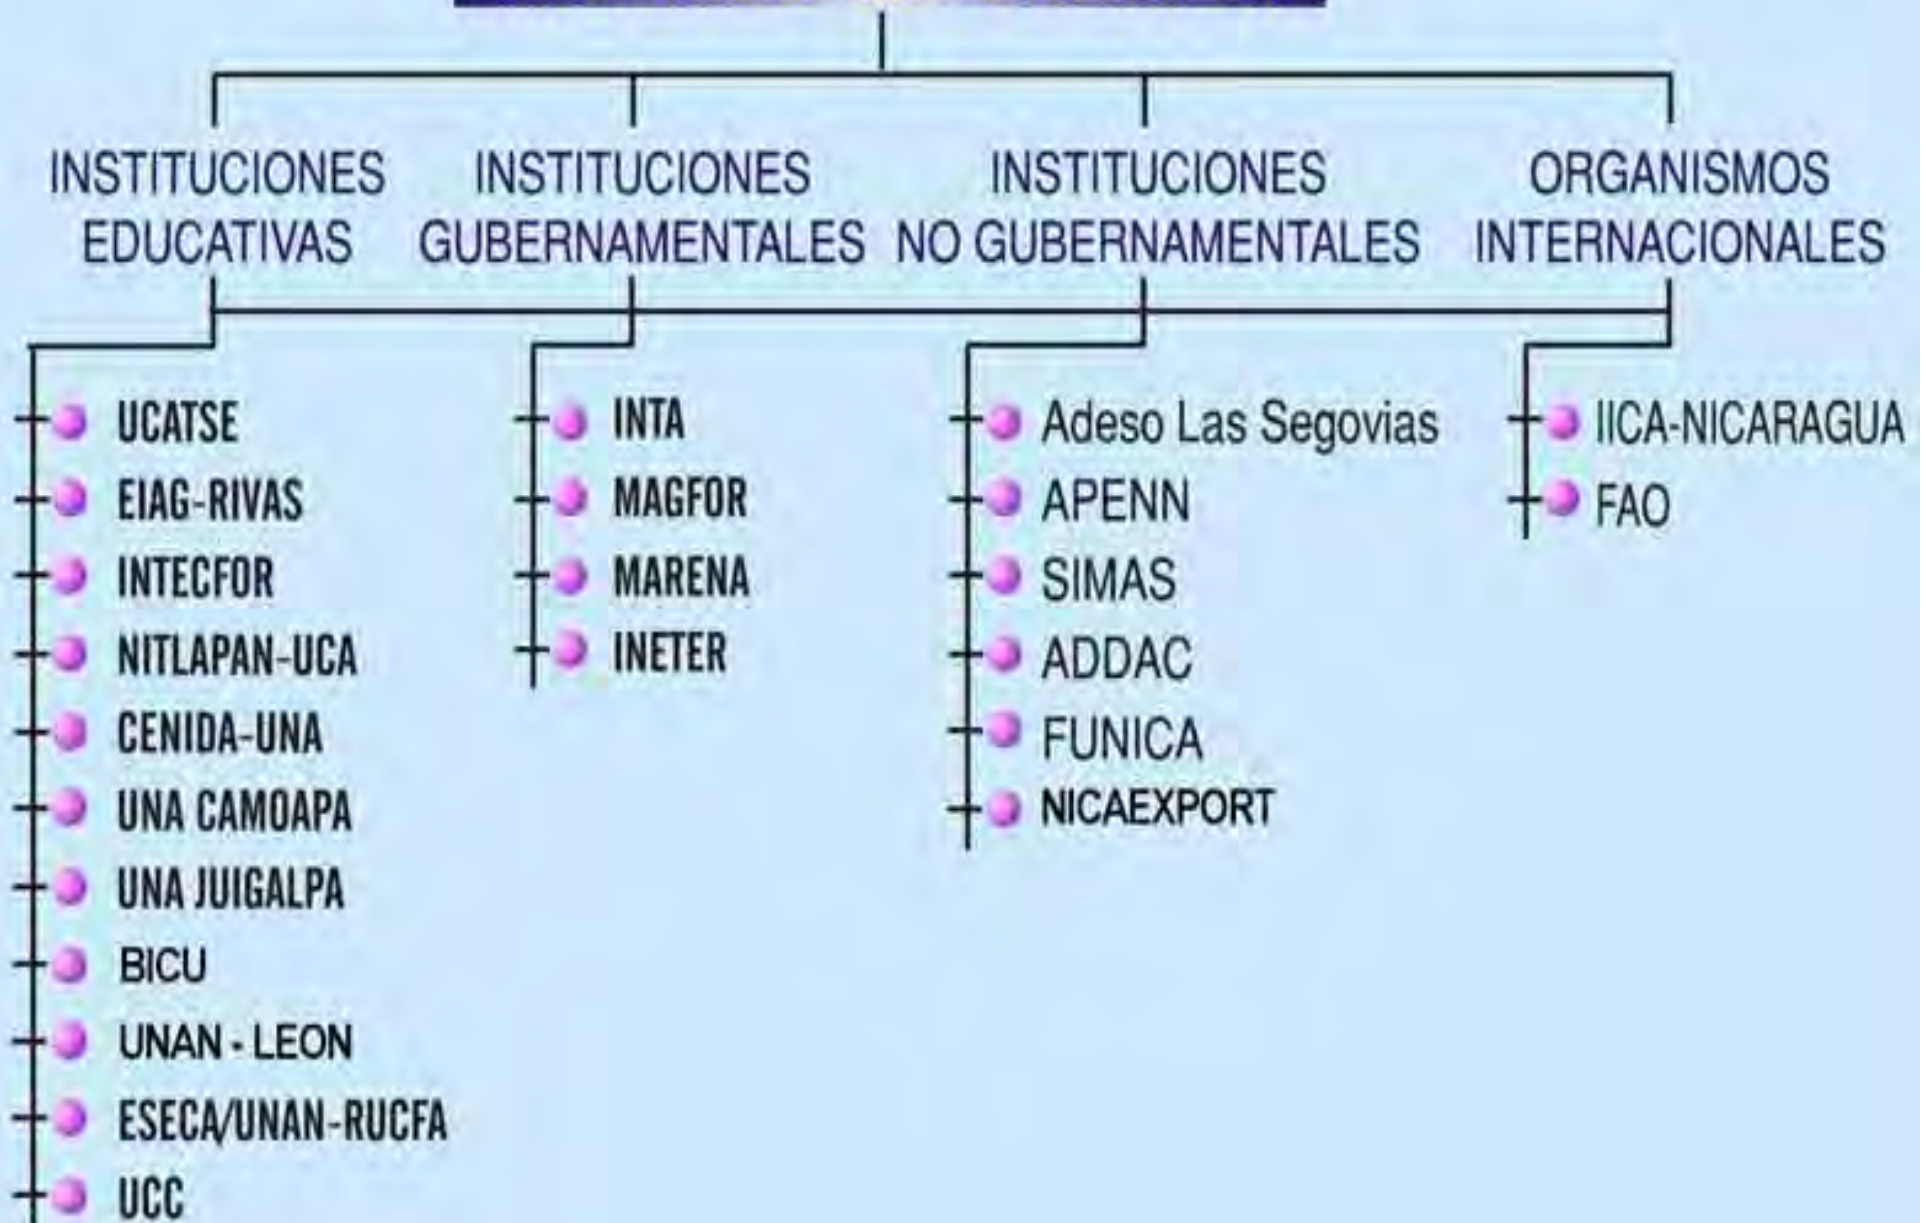 INSTITUCIONES
EDUCATIVAS
INSTITUCIONES
GUBERNAMENTALES
INSTITUCIONES
NO GUBERNAMENTALES
ORGANISMOS
INTERNACIONALES
UCATSE
EIAG-RIVAS
INTECFOR
NITLAPAN-UCA
CENIDA-UNA
UNA CAMOAPA
UNA JUIGALPA
BICU
UNAN - LEON
ESECA/UNAN-RUCFA
UCC
INTA
MAGFOR
MARENA
INETER
Adeso Las Segovias
APENN
SIMAS
ADDAC
FUNICA
NICAEXPORT
IICA-NICARAGUA
FAO